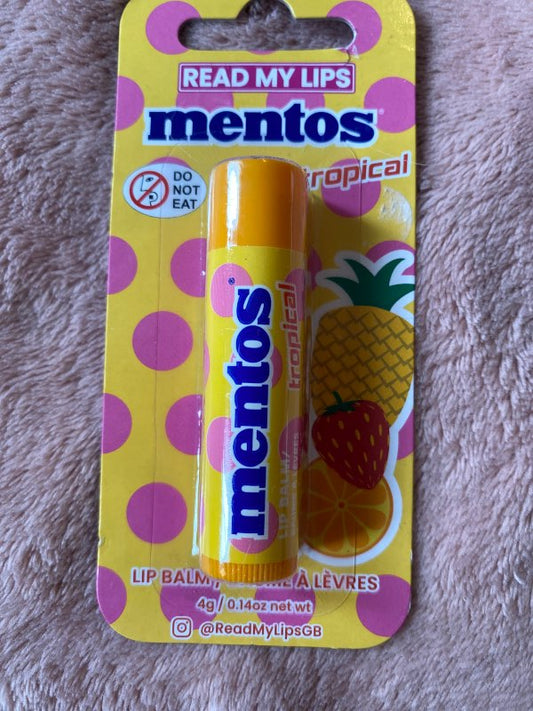 READ MY LIPS
mentos
tropical
DO
NOT
EAT
mentos
tropical
LIP BALM/
LÈVRES
LIP BALM / À LÈVRES
4g / 0.14oz net wt
@ReadMyLipsGB